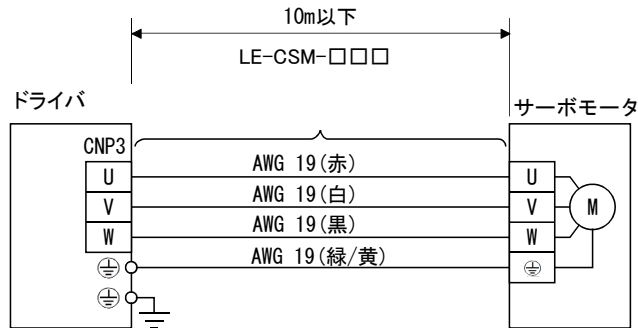 10m以下
LE-CSM-□□□
ドライバ
サーボモータ
CNP3
U
AWG 19(赤)
U
V
AWG 19(白)
V
M
W
AWG 19(黒)
W
AWG 19(緑/黄)